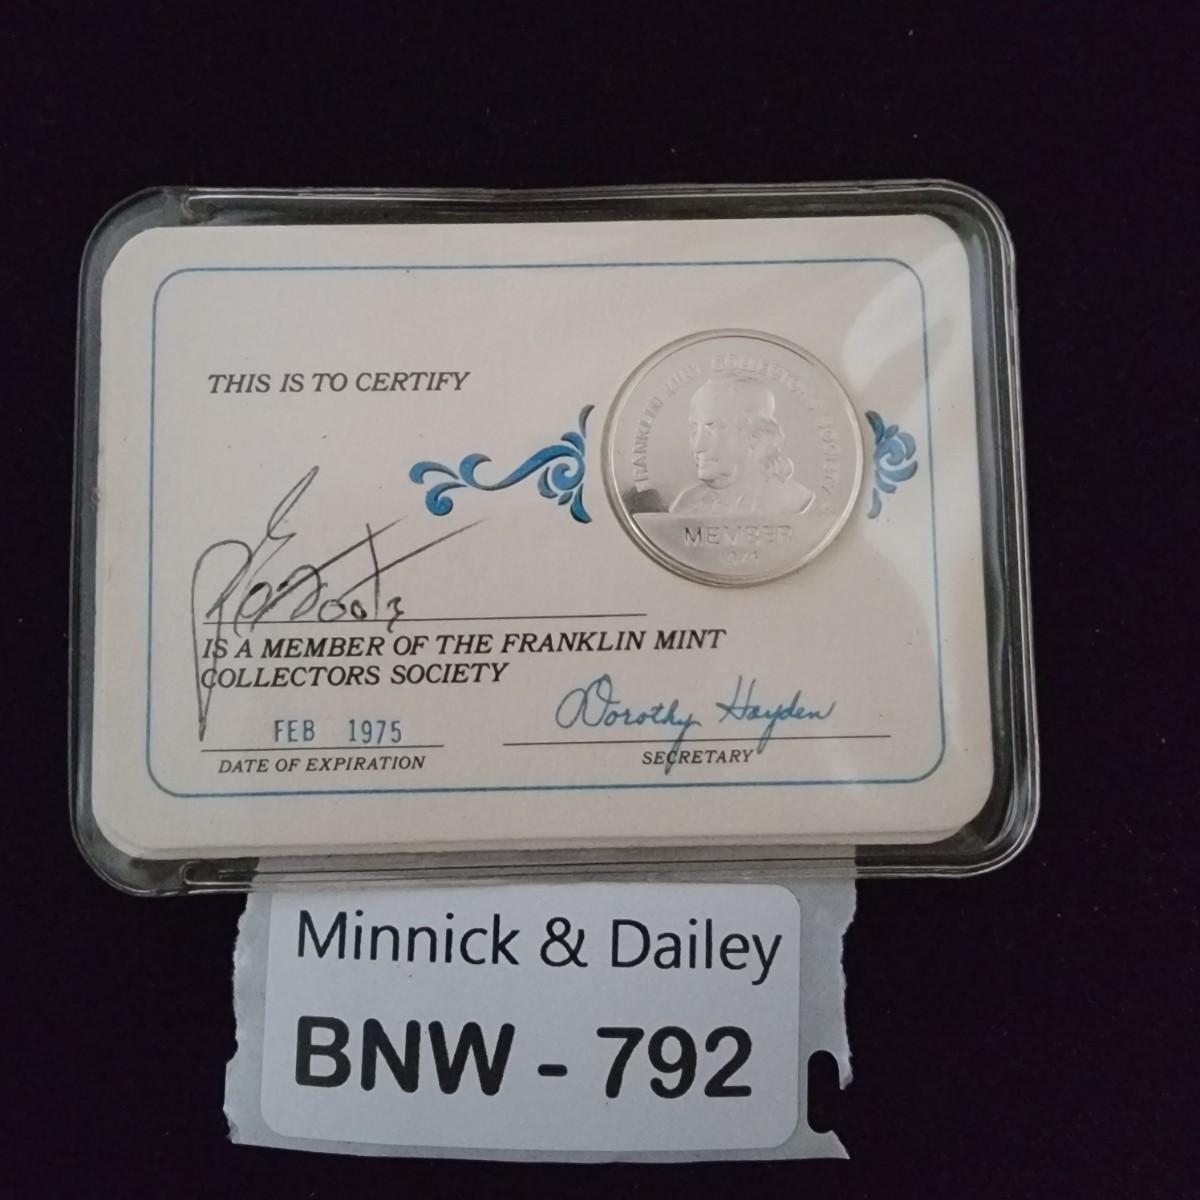 THIS IS TO CERTIFY
FRANKLIN MINT COLLECTORS SOCIETY
MEMBER
IS A MEMBER OF THE FRANKLIN MINT
COLLECTORS SOCIETY
Dorothy Hayden
FEB 1975
DATE OF EXPIRATION
SECRETARY
Minnick & Dailey
BNW - 792